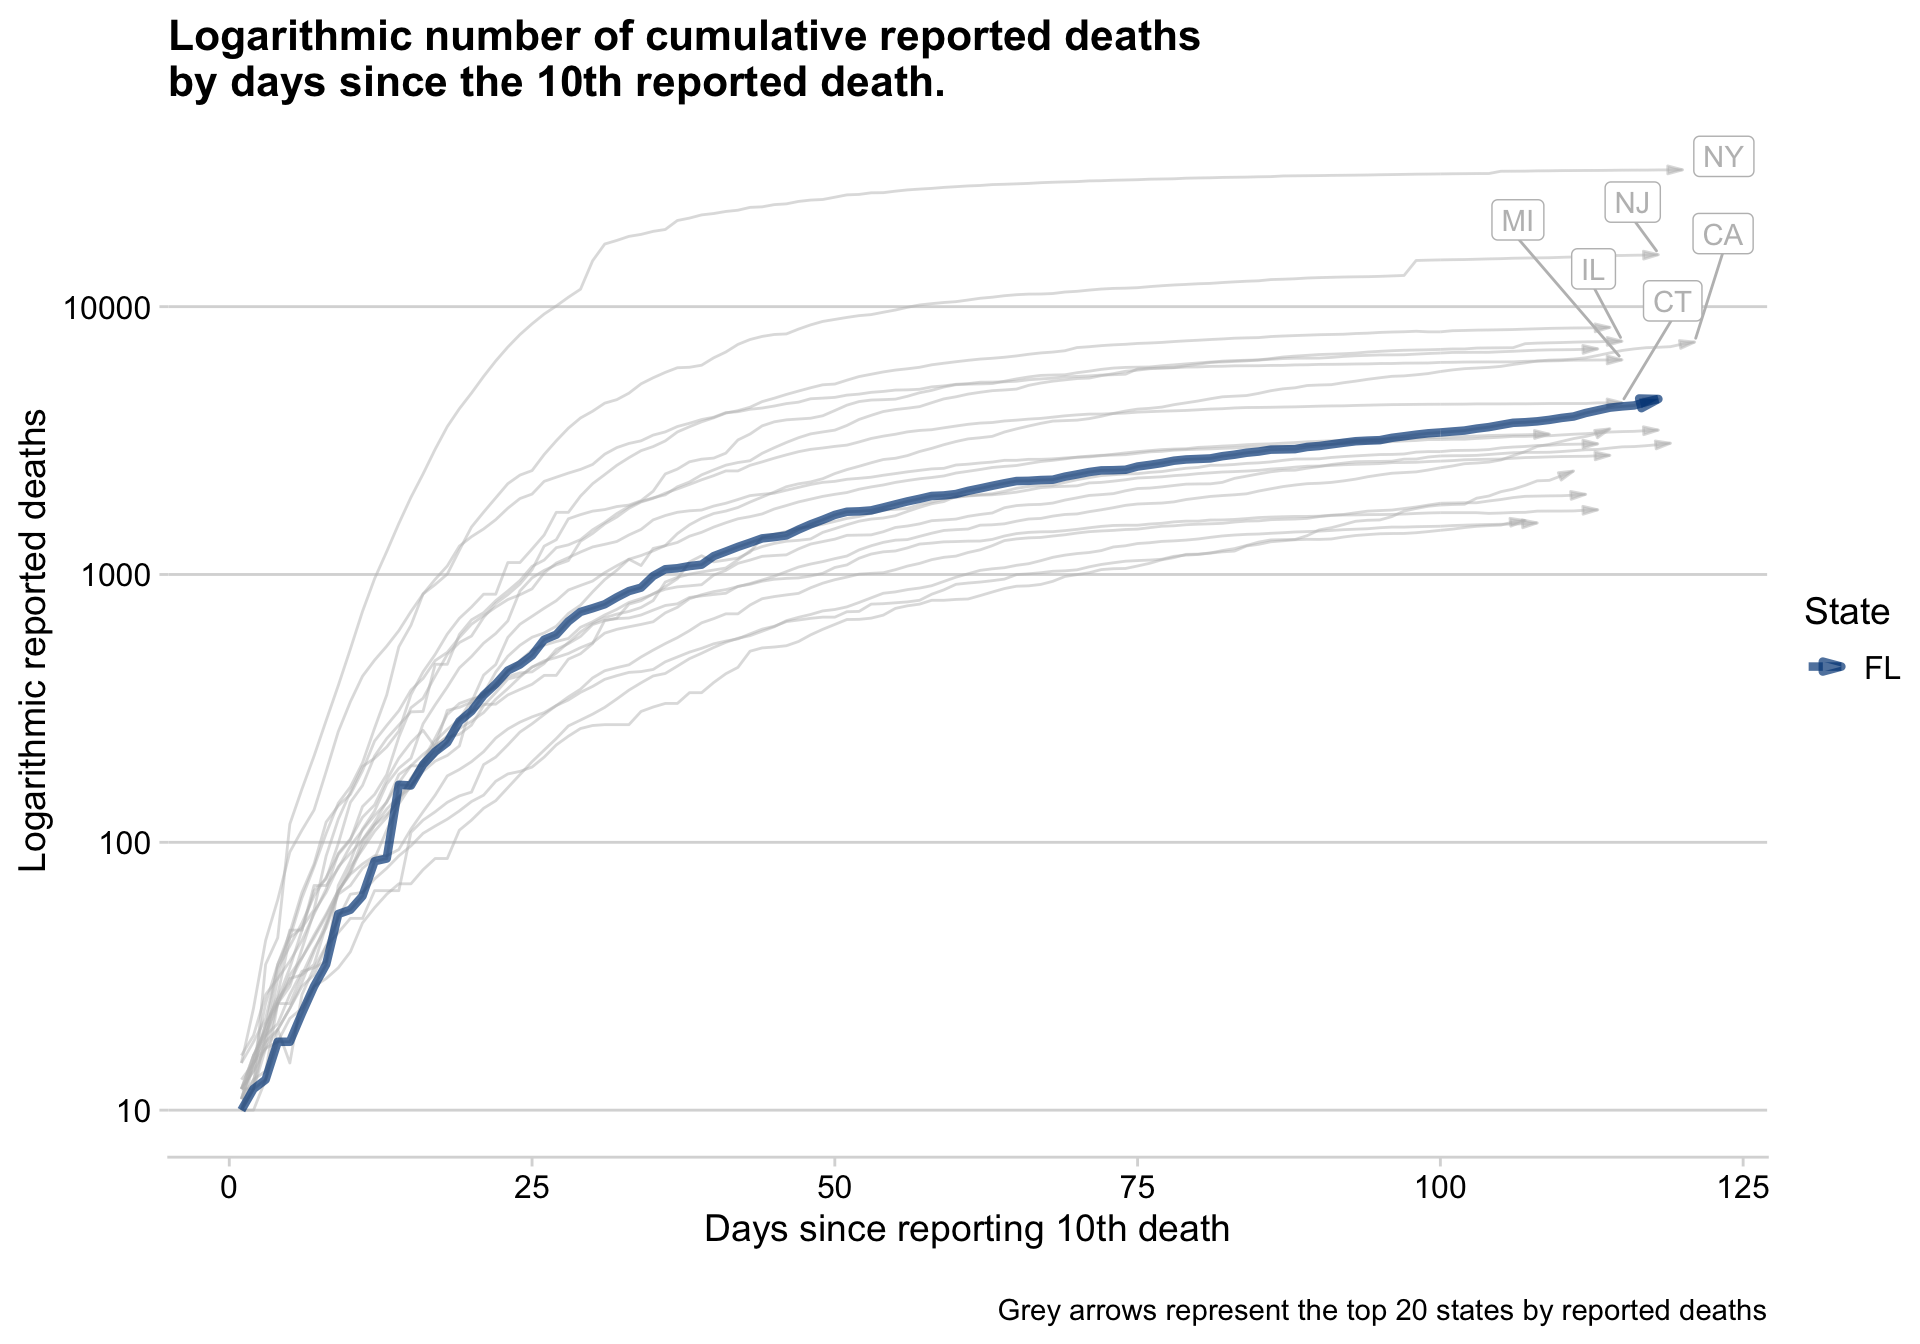 Logarithmic number of cumulative reported deaths
by days since the 10th reported death.
NY
NJ
MI
CA
IL
CT
10000
1000
100
10
Logarithmic reported deaths
State
FL
0 25 50 75 100 125
Days since reporting 10th death
Grey arrows represent the top 20 states by reported deaths